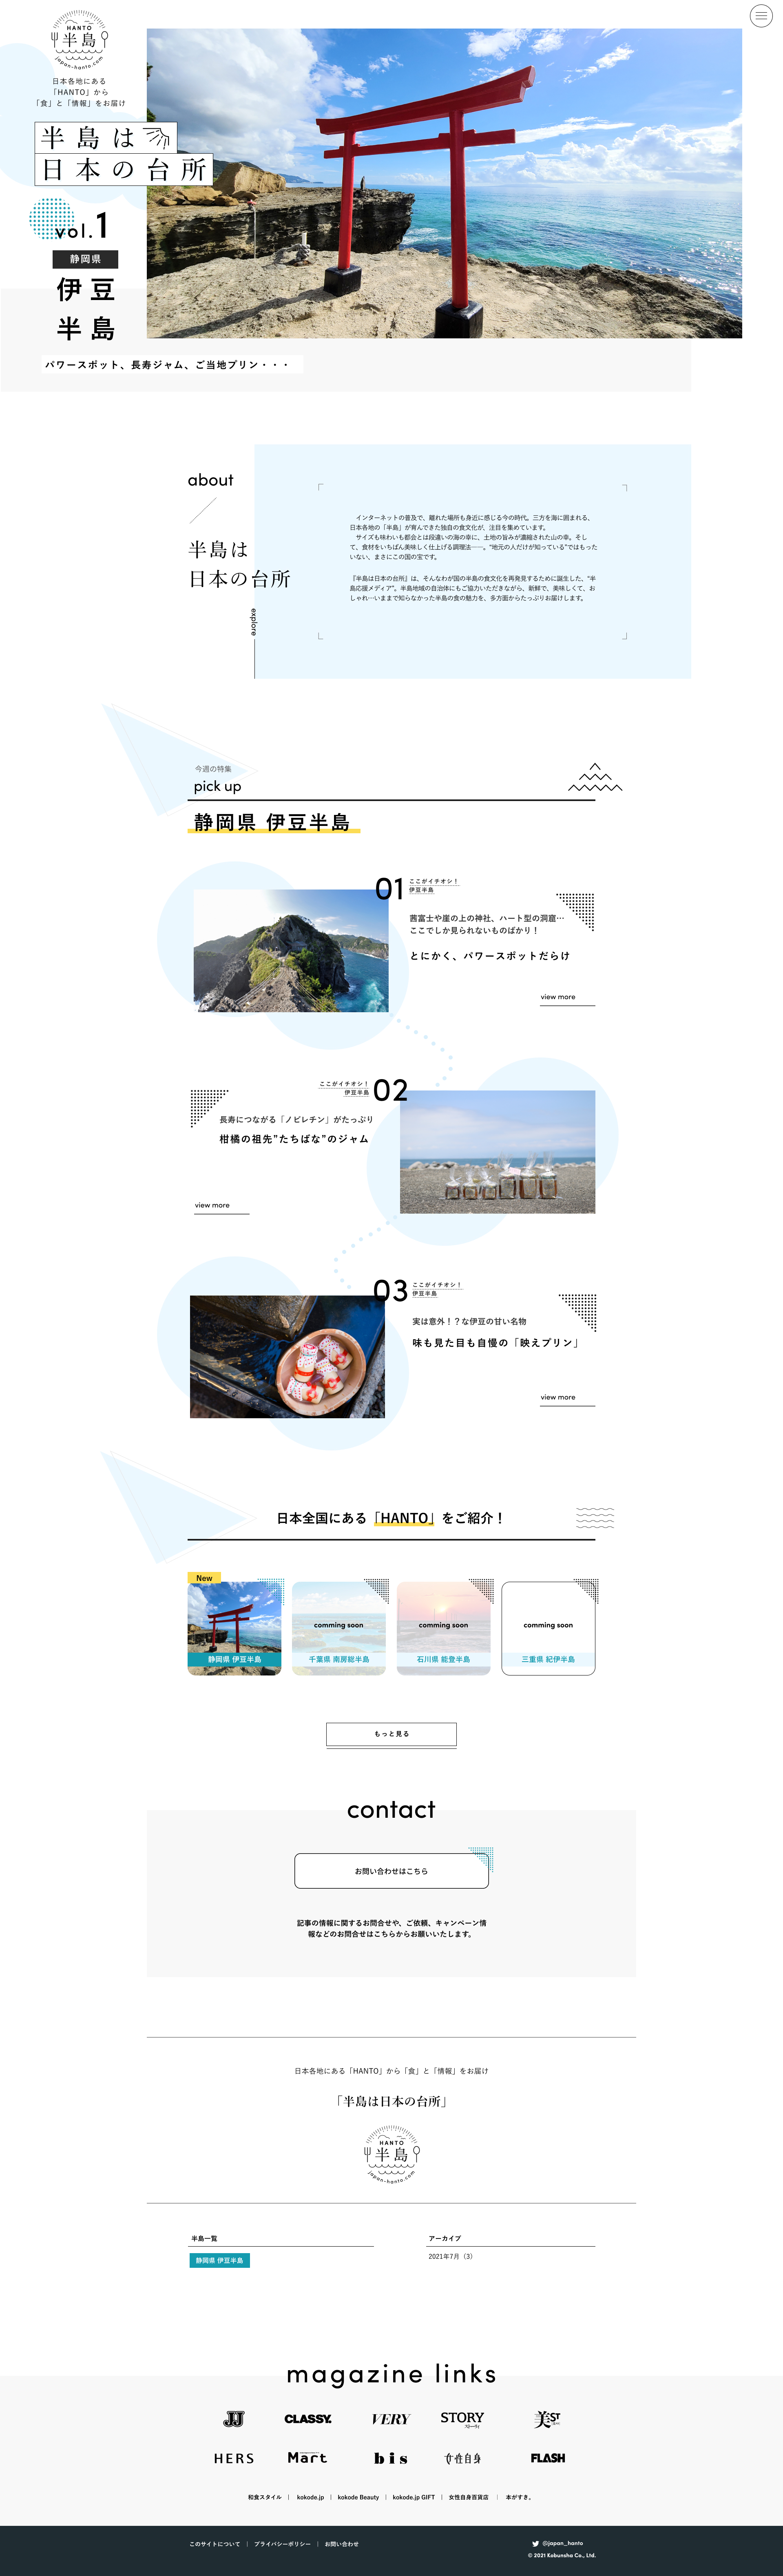 HANTO
半島
japan-hanto.com
日本各地にある
「HANTO」から
「食」と「情報」をお届け
半島は
日本の台所
vol.1
静岡県
伊豆
半島
パワースポット、長寿ジャム、ご当地プリン・・・
about
半島は
日本の台所
explore
インターネットの普及で、離れた場所も身近に感じる今の時代。三方を海に囲まれる、
日本各地の「半島」が育んできた独自の食文化が、注目を集めています。
サイズも味わいも都会とは段違いの海の幸に、土地の旨みが濃縮された山の幸。そし
て、食材をいちばん美味しく仕上げる調理法――。“地元の人だけが知っている”ではもった
いない、まさにこの国の宝です。
『半島は日本の台所』は、そんなわが国の半島の食文化を再発見するために誕生した、“半
島応援メディア”。半島地域の自治体にもご協力いただきながら、新鮮で、美味しくて、お
しゃれ…いままで知らなかった半島の食の魅力を、多方面からたっぷりお届けします。
今週の特集
pick up
静岡県 伊豆半島
01
ここがイチオシ！
伊豆半島
茜富士や崖の上の神社、ハート型の洞窟…
ここでしか見られないものばかり！
とにかく、パワースポットだらけ
view more
ここがイチオシ！
伊豆半島
02
長寿につながる「ノビレチン」がたっぷり
柑橘の祖先”たちばな”のジャム
view more
03
ここがイチオシ！
伊豆半島
実は意外！？な伊豆の甘い名物
味も見た目も自慢の「映えプリン」
view more
日本全国にある「HANTO」をご紹介！
New
静岡県 伊豆半島
comming soon
千葉県 南房総半島
comming soon
石川県 能登半島
comming soon
三重県 紀伊半島
もっと見る
contact
お問い合わせはこちら
記事の情報に関するお問合せや、ご依頼、キャンペーン情
報などのお問合せはこちらからお願いいたします。
日本各地にある「HANTO」から「食」と「情報」をお届け
「半島は日本の台所」
HANTO
半島
japan-hanto.com
半島一覧
静岡県 伊豆半島
アーカイブ
2021年7月（3）
magazine links
JJ
CLASSY.
VERY
STORY
ストーリィ
美ST
HERS
Mart
bis
女性自身
FLASH
和食スタイル | kokode.jp | kokode Beauty | kokode.jp GIFT | 女性自身百貨店 | 本がすき。
このサイトについて | プライバシーポリシー | お問い合わせ
@japan_hanto
© 2021 Kobunsha Co., Ltd.